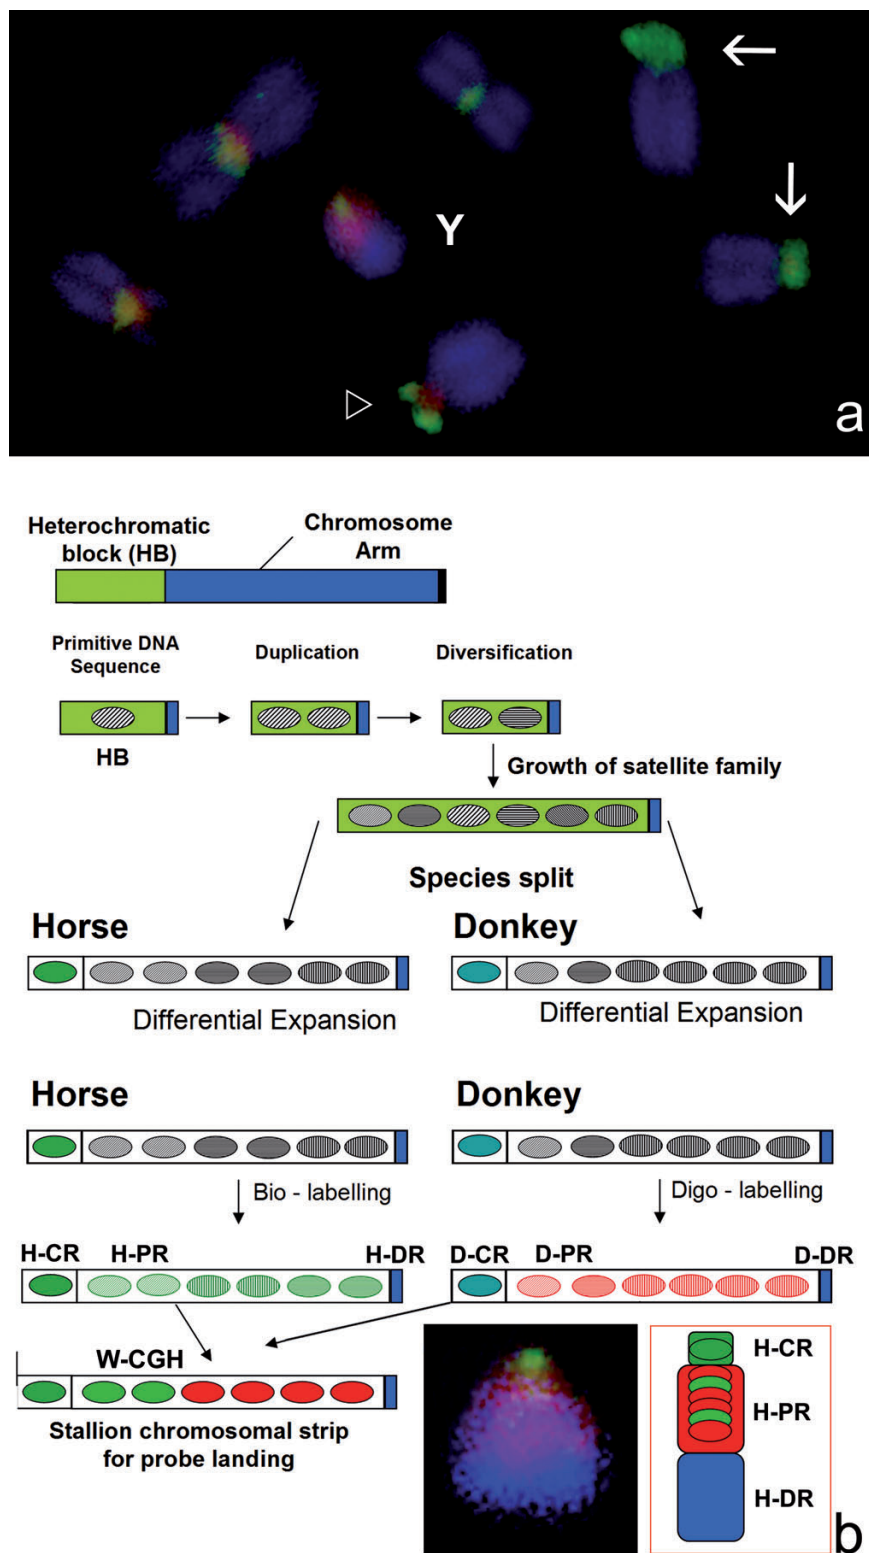 Y
a
Heterochromatic
block (HB)
Chromosome
Arm
Primitive DNA
Sequence
Duplication
Diversification
HB
Growth of satellite family
Species split
Horse
Donkey
Differential Expansion
Differential Expansion
Horse
Donkey
Bio - labelling
Digo - labelling
H-CR
H-PR
H-DR
D-CR
D-PR
D-DR
W-CGH
Stallion chromosomal strip
for probe landing
H-CR
H-PR
H-DR
b